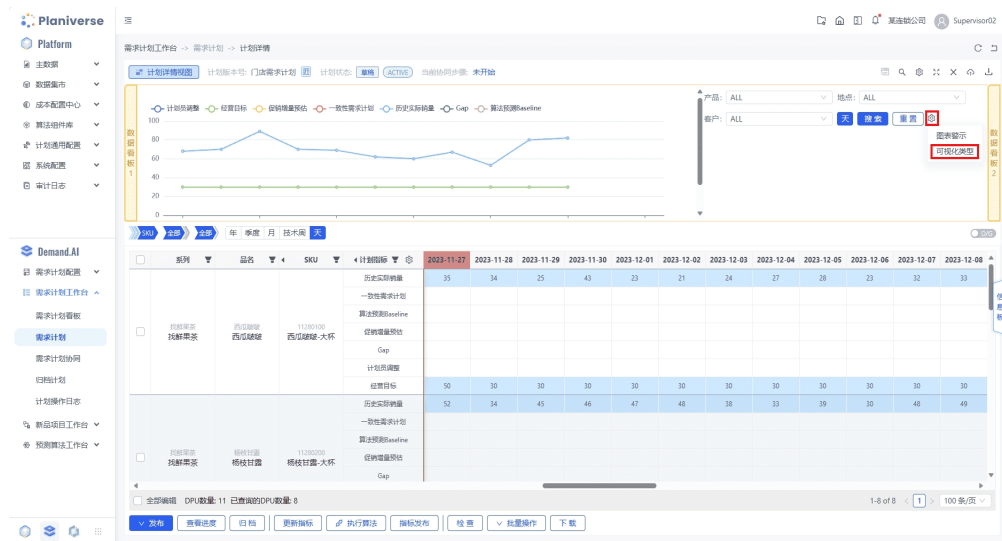 Planiverse
某连锁公司 Supervisor02
Platform
主数据
数据集市
成本配置中心
算法组件库
计划通用配置
系统配置
审计日志
Demand.AI
需求计划配置
需求计划工作台
需求计划看板
需求计划
需求计划协同
归档计划
计划操作日志
新品项目工作台
预测算法工作台
需求计划工作台 -> 需求计划 -> 计划详情
计划详情视图 计划版本号: 门店需求计划 计划状态: 草稿 ACTIVE 当前协同步骤: 未开始
数据看板1
计划员调整 经营目标 促销增量预估 一致性需求计划 历史实际销量 Gap 算法预测Baseline
100
80
60
40
20
0
产品: ALL 地点: ALL
客户: ALL 天 搜索 重置
图表警示
可视化类型
数据看板2
SKU 全部 全部 年 季度 月 技术周 天 0/0
系列 品名 SKU 计划指标 2023-11-27 2023-11-28 2023-11-29 2023-11-30 2023-12-01 2023-12-02 2023-12-03 2023-12-04 2023-12-05 2023-12-06 2023-12-07 2023-12-08
历史实际销量 35 34 25 43 23 21 24 27 28 23 32 33
一致性需求计划
算法预测Baseline
找鲜果茶 西瓜啵啵 11280100 促销增量预估
找鲜果茶 西瓜啵啵 西瓜啵啵-大杯
Gap
计划员调整
经营目标 50 30 30 30 30 30 30 30 30 30 30 30
历史实际销量 52 34 45 46 47 48 38 33 39 30 48 49
一致性需求计划
算法预测Baseline
找鲜果茶 杨枝甘露 11280200 促销增量预估
找鲜果茶 杨枝甘露 杨枝甘露-大杯
Gap
信息板
全部编辑 DPU数量: 11 已查询的DPU数量: 8 1-8 of 8 < 1 > 100 条/页
发布 查看进度 归档 更新指标 执行算法 指标发布 检查 批量操作 下载